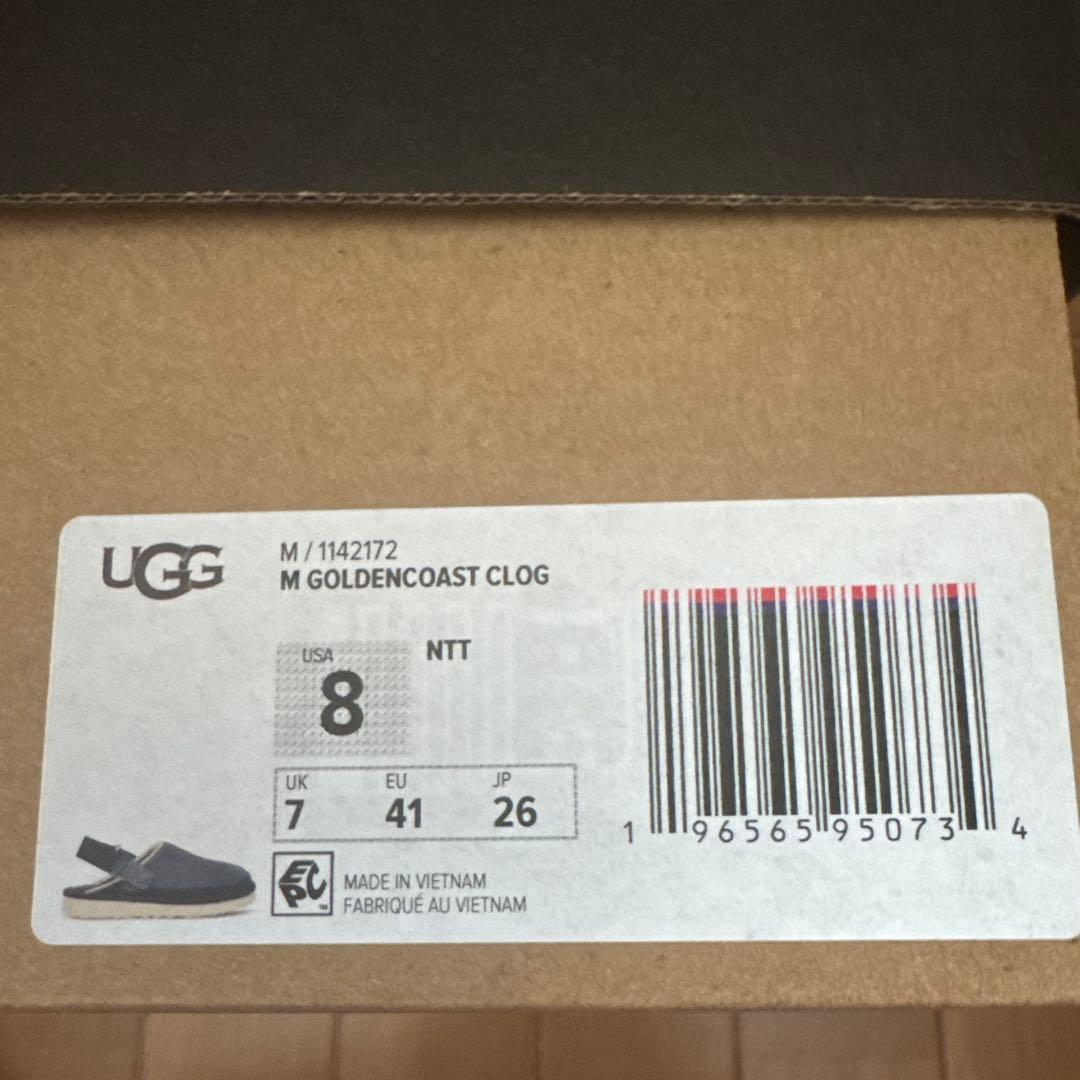 UGG
M / 1142172
M GOLDENCOAST CLOG
USA
8
NTT
UK EU JP
7 41 26
EPC
MADE IN VIETNAM
FABRIQUÉ AU VIETNAM
1 96565 95073 4